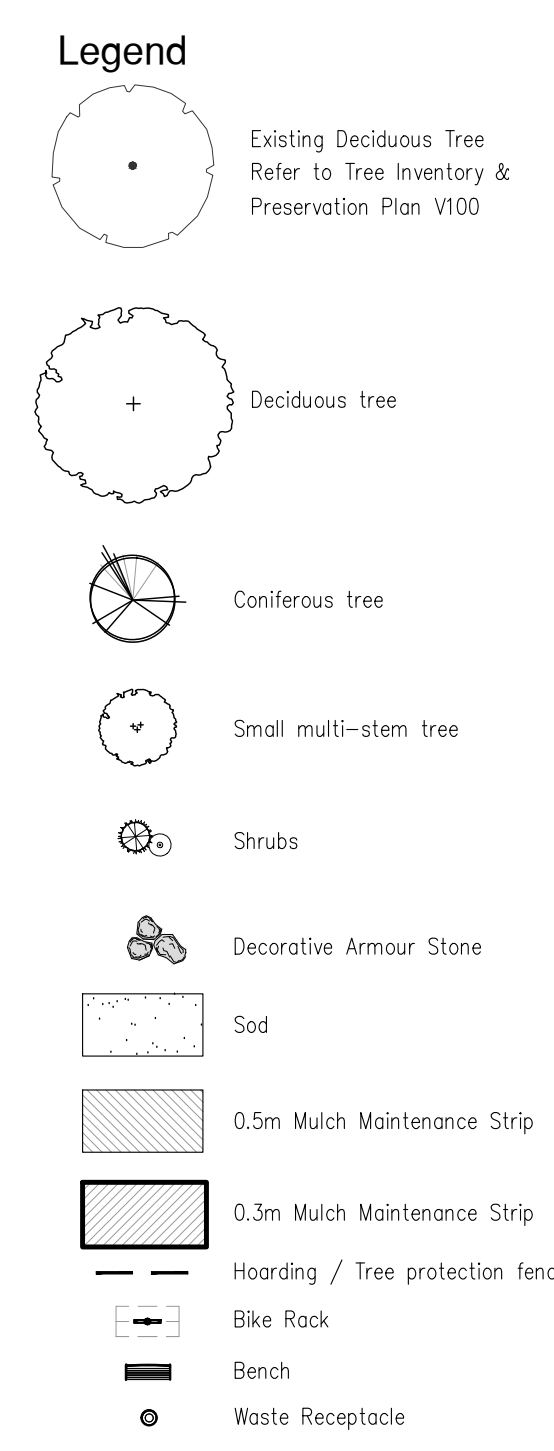 Legend
Existing Deciduous Tree
Refer to Tree Inventory &
Preservation Plan V100
Deciduous tree
Coniferous tree
Small multi-stem tree
Shrubs
Decorative Armour Stone
Sod
0.5m Mulch Maintenance Strip
0.3m Mulch Maintenance Strip
Hoarding / Tree protection fenc
Bike Rack
Bench
Waste Receptacle